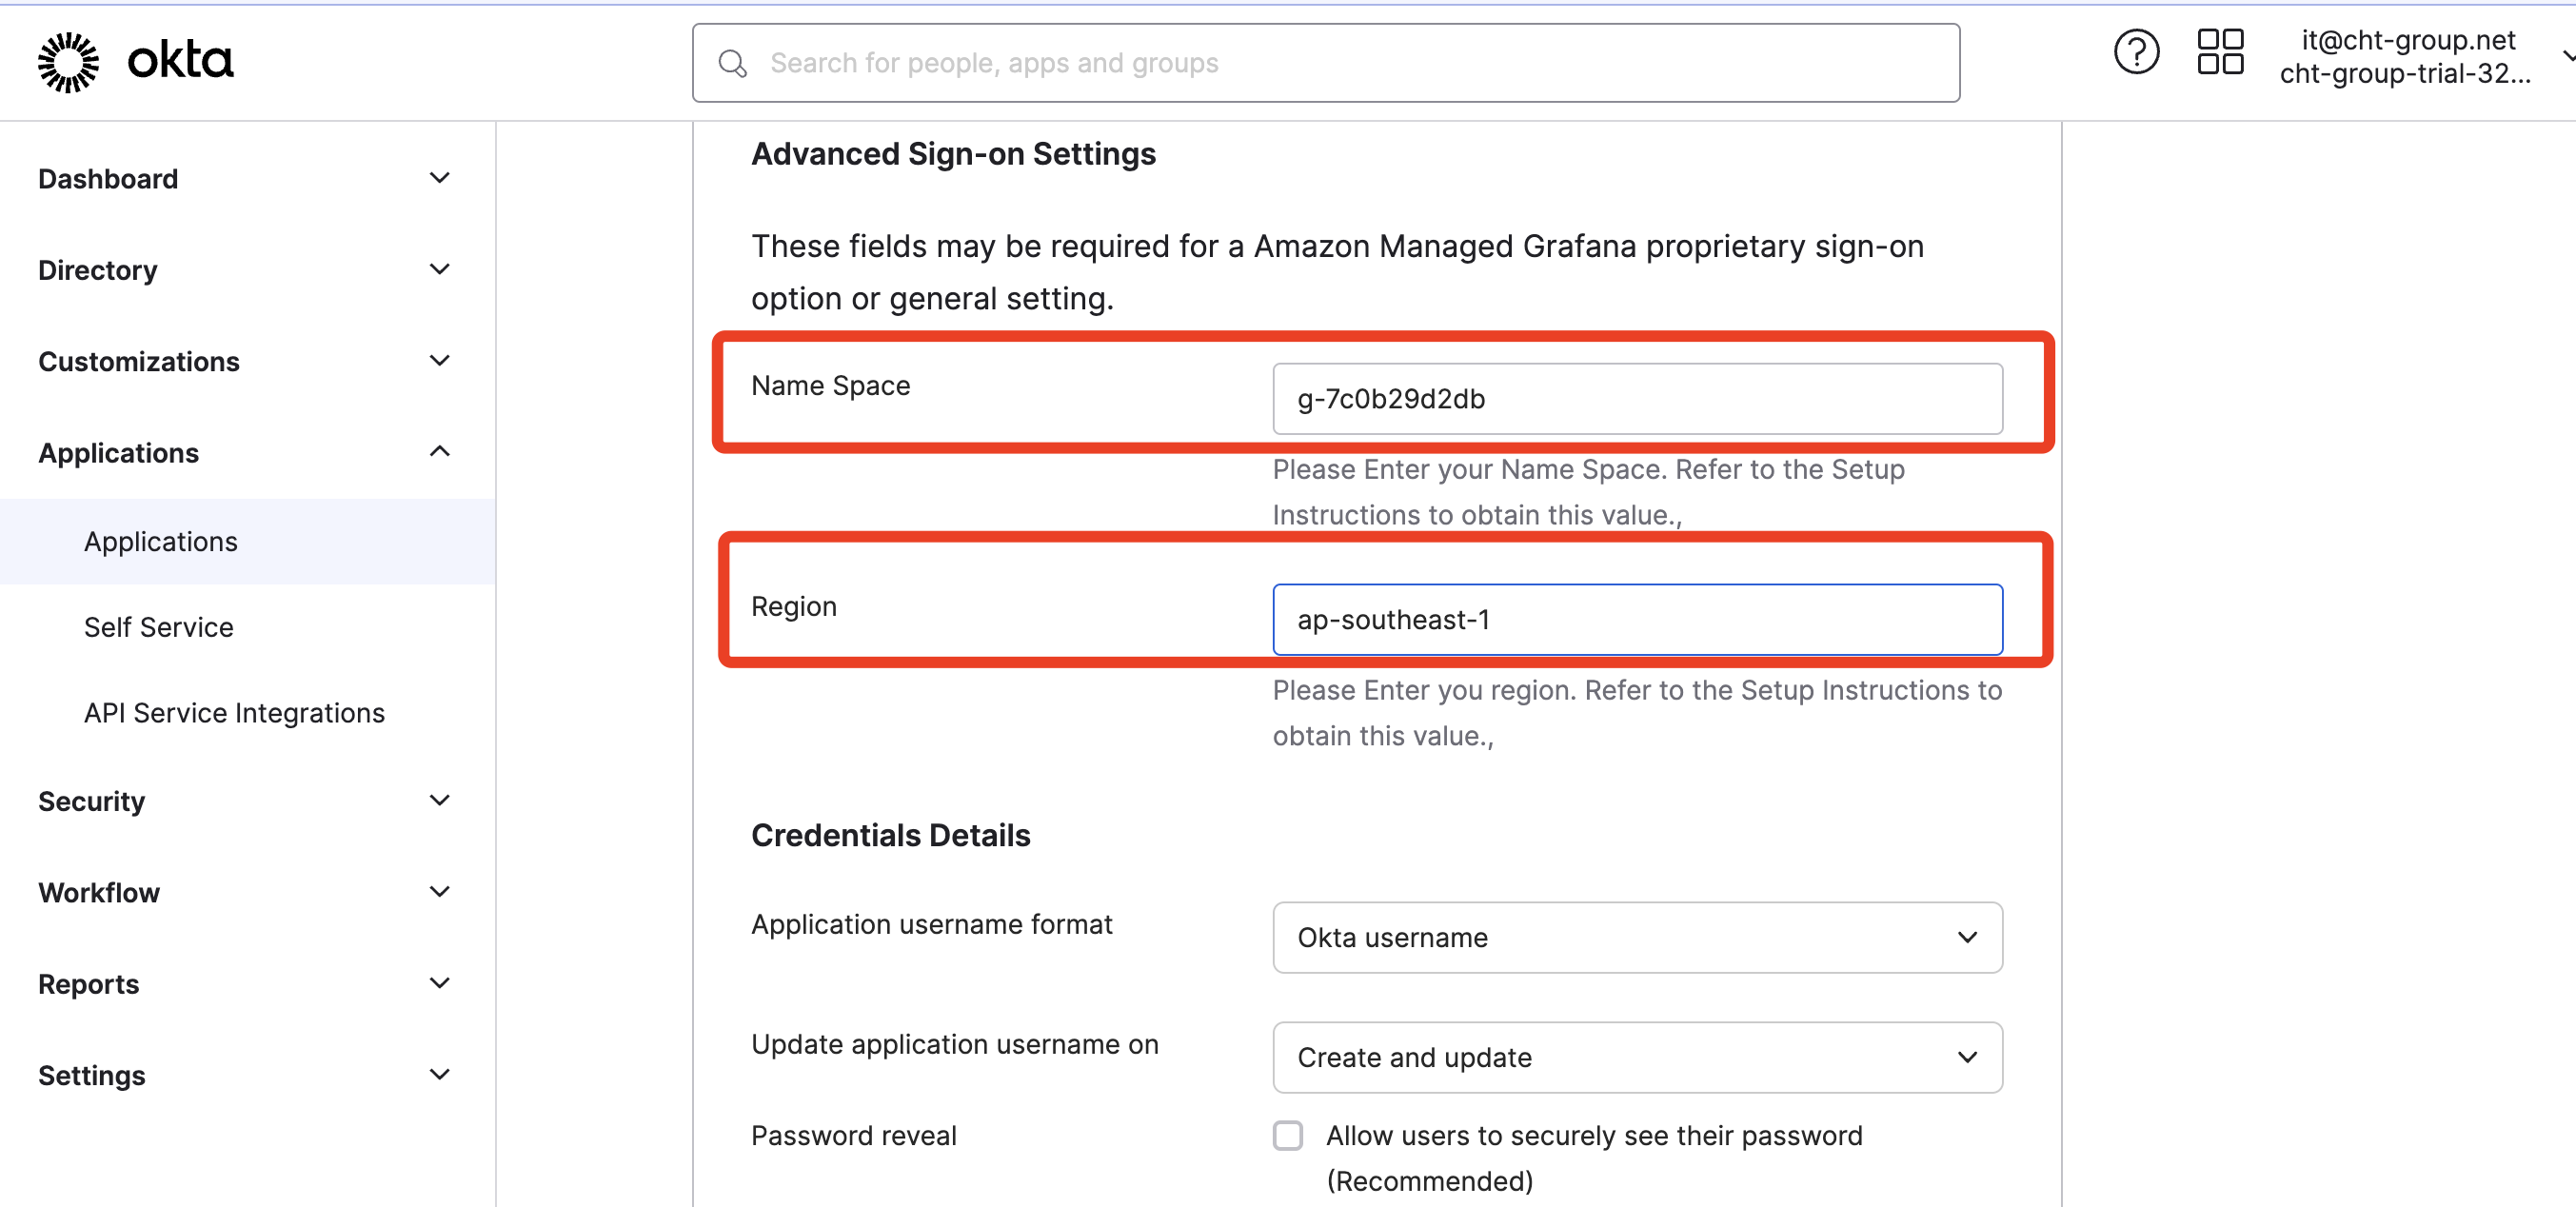 okta
Search for people, apps and groups
it@cht-group.net
cht-group-trial-32...
Dashboard
Directory
Customizations
Applications
Applications
Self Service
API Service Integrations
Security
Workflow
Reports
Settings
Advanced Sign-on Settings
These fields may be required for a Amazon Managed Grafana proprietary sign-on
option or general setting.
Name Space
g-7c0b29d2db
Please Enter your Name Space. Refer to the Setup
Instructions to obtain this value.,
Region
ap-southeast-1
Please Enter you region. Refer to the Setup Instructions to
obtain this value.,
Credentials Details
Application username format
Okta username
Update application username on
Create and update
Password reveal
Allow users to securely see their password
(Recommended)